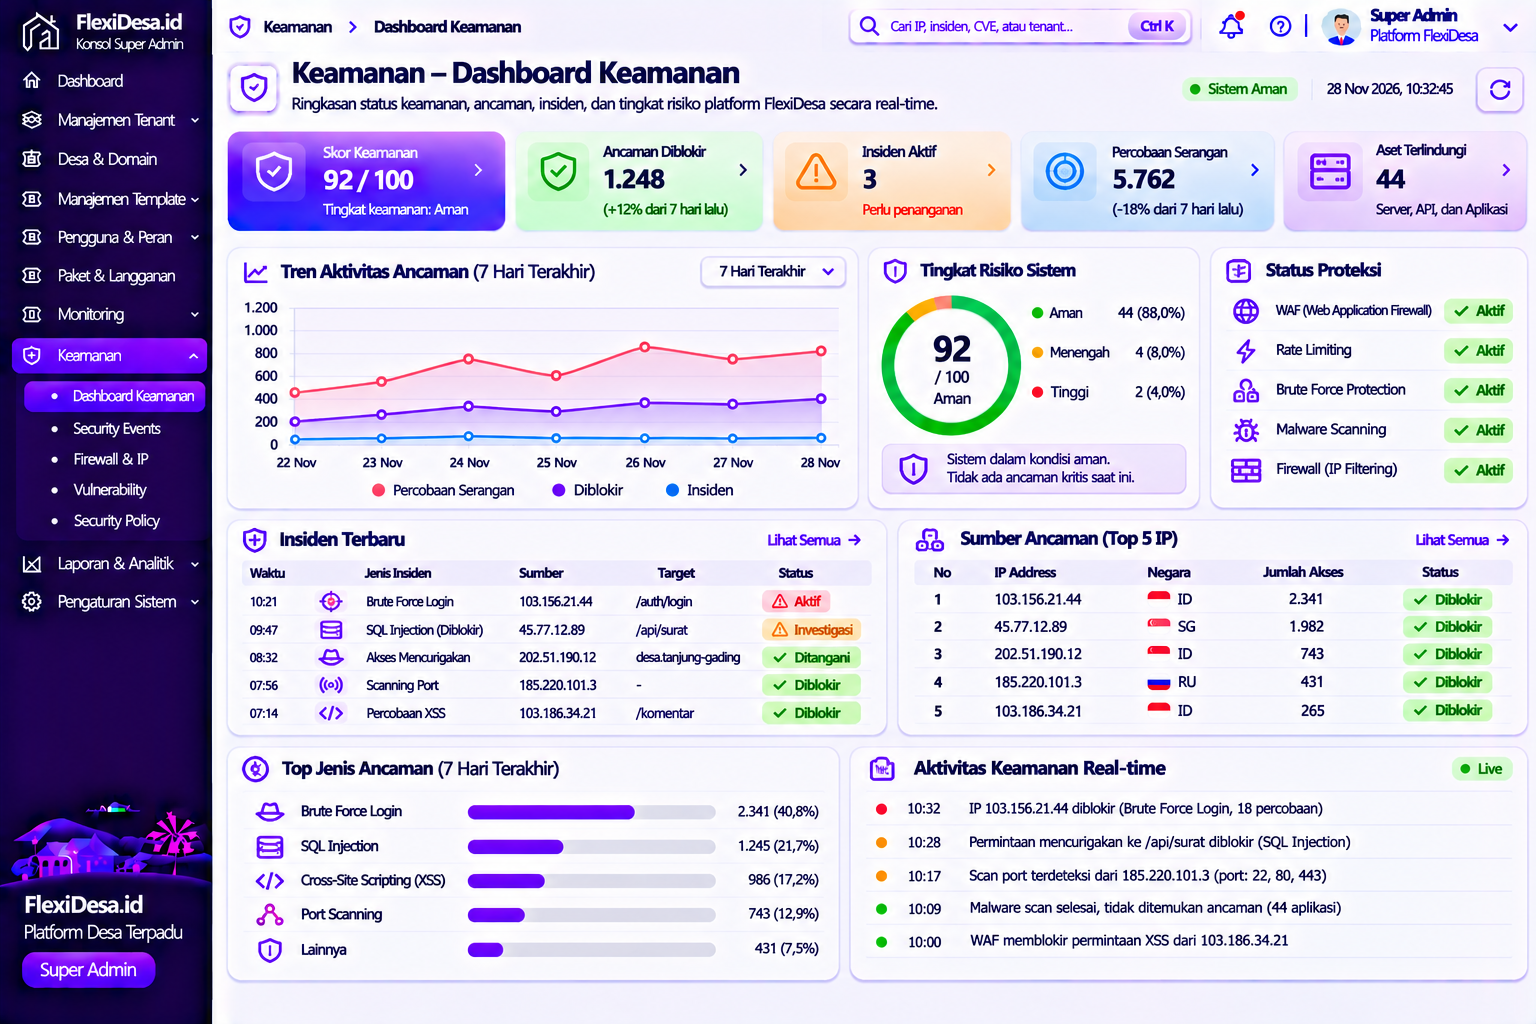 FlexiDesa.id
Konsol Super Admin
Dashboard
Manajemen Tenant
Desa & Domain
Manajemen Template
Pengguna & Peran
Paket & Langganan
Monitoring
Keamanan
Dashboard Keamanan
Security Events
Firewall & IP
Vulnerability
Security Policy
Laporan & Analitik
Pengaturan Sistem
FlexiDesa.id
Platform Desa Terpadu
Super Admin
Keamanan > Dashboard Keamanan
Cari IP, insiden, CVE, atau tenant... Ctrl K
Super Admin
Platform FlexiDesa
Keamanan – Dashboard Keamanan
Ringkasan status keamanan, ancaman, insiden, dan tingkat risiko platform FlexiDesa secara real-time.
Sistem Aman
28 Nov 2026, 10:32:45
Skor Keamanan
92 / 100
Tingkat keamanan: Aman
Ancaman Diblokir
1.248
(+12% dari 7 hari lalu)
Insiden Aktif
3
Perlu penanganan
Percobaan Serangan
5.762
(-18% dari 7 hari lalu)
Aset Terlindungi
44
Server, API, dan Aplikasi
Tren Aktivitas Ancaman (7 Hari Terakhir)
7 Hari Terakhir
1.200
1.000
800
600
400
200
0
22 Nov 23 Nov 24 Nov 25 Nov 26 Nov 27 Nov 28 Nov
Percobaan Serangan Diblokir Insiden
Tingkat Risiko Sistem
92
/ 100
Aman
Aman 44 (88,0%)
Menengah 4 (8,0%)
Tinggi 2 (4,0%)
Sistem dalam kondisi aman.
Tidak ada ancaman kritis saat ini.
Status Proteksi
WAF (Web Application Firewall) Aktif
Rate Limiting Aktif
Brute Force Protection Aktif
Malware Scanning Aktif
Firewall (IP Filtering) Aktif
Insiden Terbaru
Lihat Semua →
Waktu Jenis Insiden Sumber Target Status
10:21 Brute Force Login 103.156.21.44 /auth/login Aktif
09:47 SQL Injection (Diblokir) 45.77.12.89 /api/surat Investigasi
08:32 Akses Mencurigakan 202.51.190.12 desa.tanjung-gading Ditangani
07:56 Scanning Port 185.220.101.3 - Diblokir
07:14 Percobaan XSS 103.186.34.21 /komentar Diblokir
Sumber Ancaman (Top 5 IP)
Lihat Semua →
No IP Address Negara Jumlah Akses Status
1 103.156.21.44 ID 2.341 Diblokir
2 45.77.12.89 SG 1.982 Diblokir
3 202.51.190.12 ID 743 Diblokir
4 185.220.101.3 RU 431 Diblokir
5 103.186.34.21 ID 265 Diblokir
Top Jenis Ancaman (7 Hari Terakhir)
Brute Force Login 2.341 (40,8%)
SQL Injection 1.245 (21,7%)
Cross-Site Scripting (XSS) 986 (17,2%)
Port Scanning 743 (12,9%)
Lainnya 431 (7,5%)
Aktivitas Keamanan Real-time
Live
10:32 IP 103.156.21.44 diblokir (Brute Force Login, 18 percobaan)
10:28 Permintaan mencurigakan ke /api/surat diblokir (SQL Injection)
10:17 Scan port terdeteksi dari 185.220.101.3 (port: 22, 80, 443)
10:09 Malware scan selesai, tidak ditemukan ancaman (44 aplikasi)
10:00 WAF memblokir permintaan XSS dari 103.186.34.21